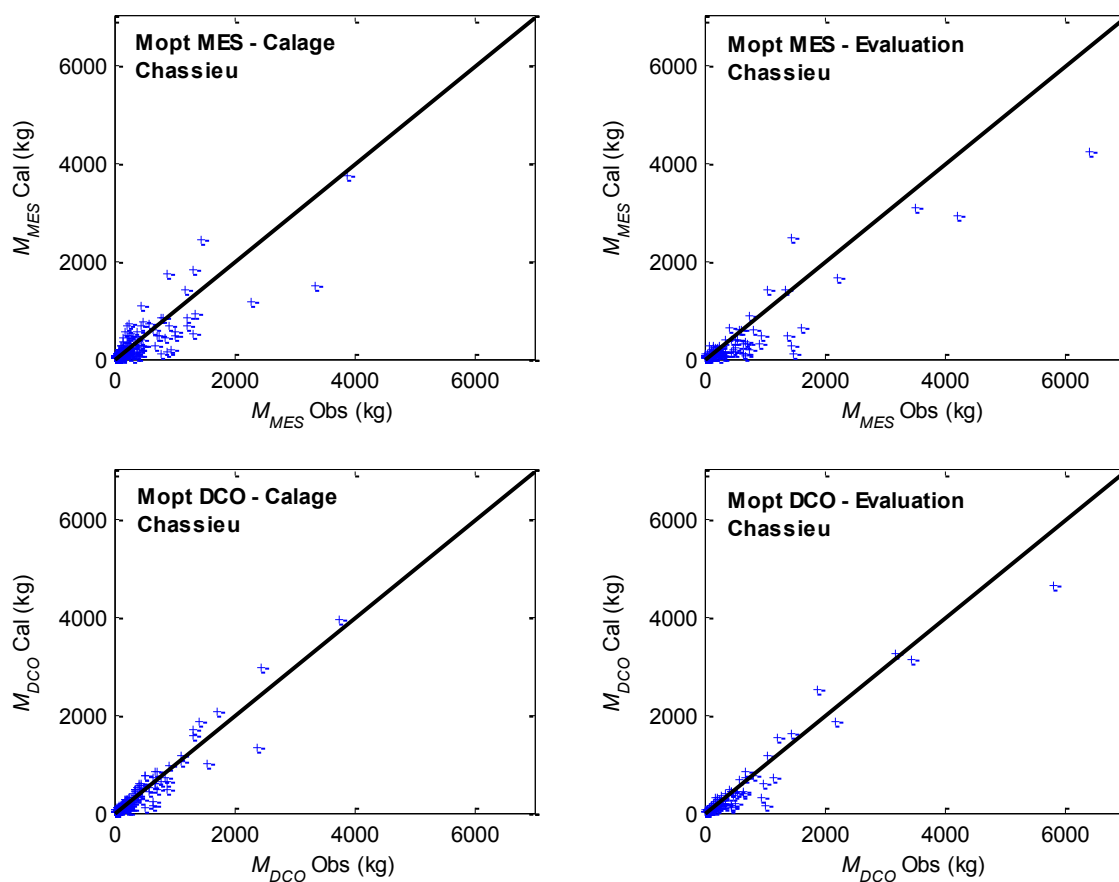 Mopt MES - Calage
Chassieu
6000
4000
2000
0
M_MES Cal (kg)
0 2000 4000 6000
M_MES Obs (kg)
Mopt MES - Evaluation
Chassieu
6000
4000
2000
0
M_MES Cal (kg)
0 2000 4000 6000
M_MES Obs (kg)
Mopt DCO - Calage
Chassieu
6000
4000
2000
0
M_DCO Cal (kg)
0 2000 4000 6000
M_DCO Obs (kg)
Mopt DCO - Evaluation
Chassieu
6000
4000
2000
0
M_DCO Cal (kg)
0 2000 4000 6000
M_DCO Obs (kg)